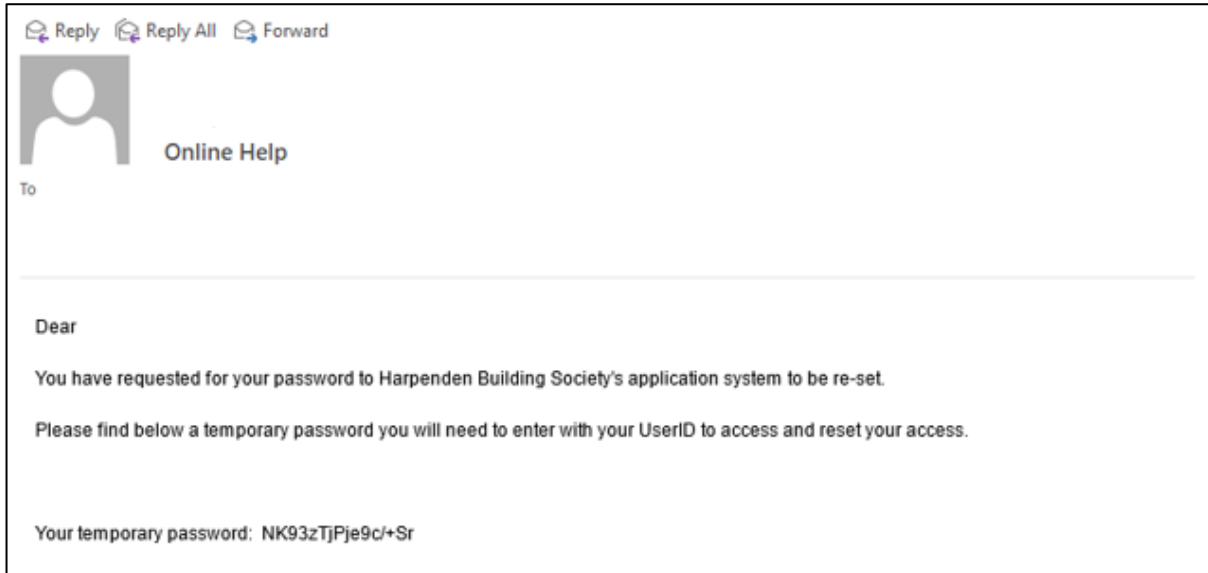 Reply Reply All Forward
Online Help
To
Dear
You have requested for your password to Harpenden Building Society's application system to be re-set.
Please find below a temporary password you will need to enter with your UserID to access and reset your access.
Your temporary password: NK93zTjPje9c/+Sr